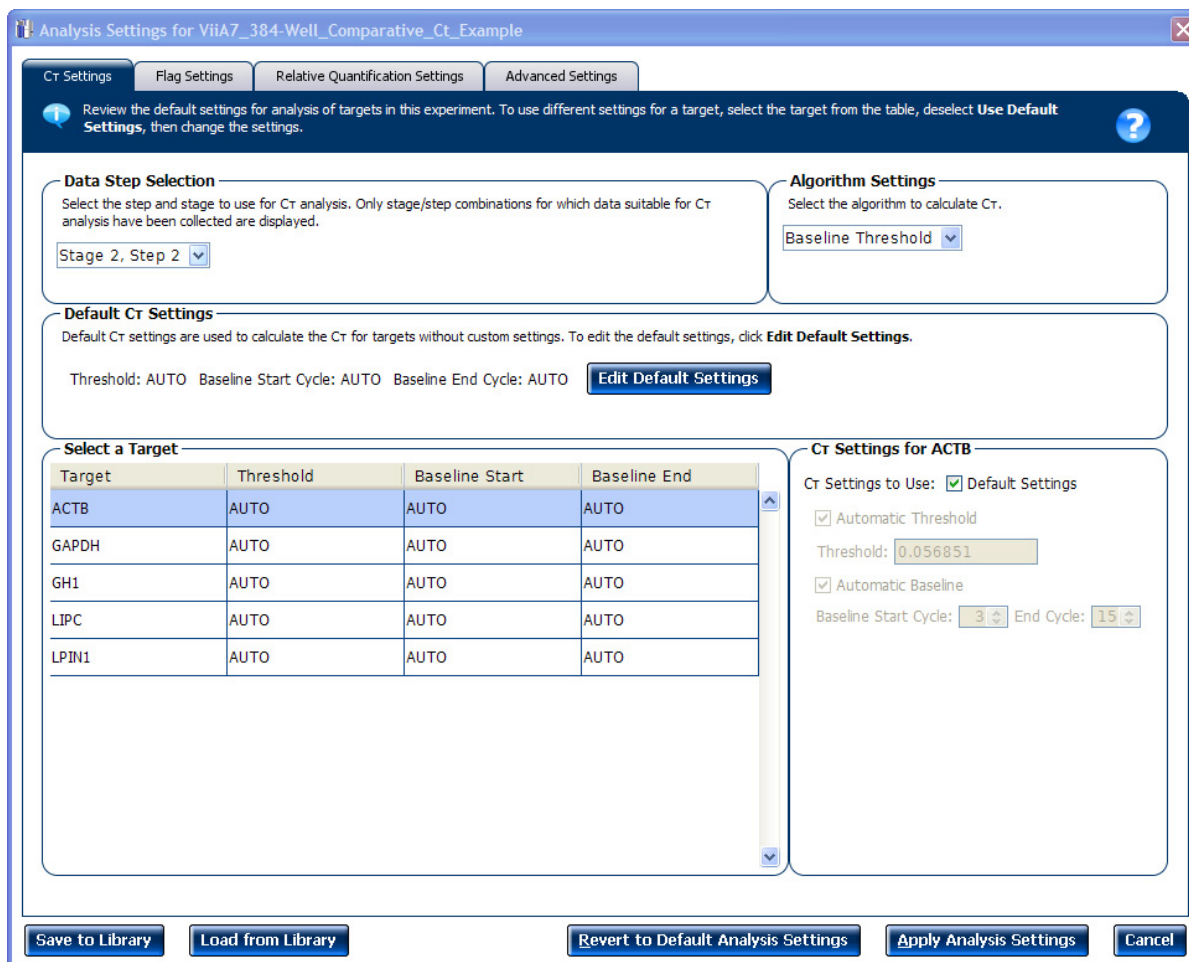 Analysis Settings for ViiA7_384-Well_Comparative_Ct_Example
Cᴛ Settings
Flag Settings
Relative Quantification Settings
Advanced Settings
Review the default settings for analysis of targets in this experiment. To use different settings for a target, select the target from the table, deselect Use Default
Settings, then change the settings.
?
Data Step Selection
Select the step and stage to use for Cᴛ analysis. Only stage/step combinations for which data suitable for Cᴛ
analysis have been collected are displayed.
Stage 2, Step 2
Algorithm Settings
Select the algorithm to calculate Cᴛ.
Baseline Threshold
Default Cᴛ Settings
Default Cᴛ settings are used to calculate the Cᴛ for targets without custom settings. To edit the default settings, click Edit Default Settings.
Threshold: AUTO Baseline Start Cycle: AUTO Baseline End Cycle: AUTO Edit Default Settings
Select a Target
Target Threshold Baseline Start Baseline End
ACTB AUTO AUTO AUTO
GAPDH AUTO AUTO AUTO
GH1 AUTO AUTO AUTO
LIPC AUTO AUTO AUTO
LPIN1 AUTO AUTO AUTO
Cᴛ Settings for ACTB
Cᴛ Settings to Use: Default Settings
Automatic Threshold
Threshold: 0.056851
Automatic Baseline
Baseline Start Cycle: 3 End Cycle: 15
Save to Library
Load from Library
Revert to Default Analysis Settings
Apply Analysis Settings
Cancel